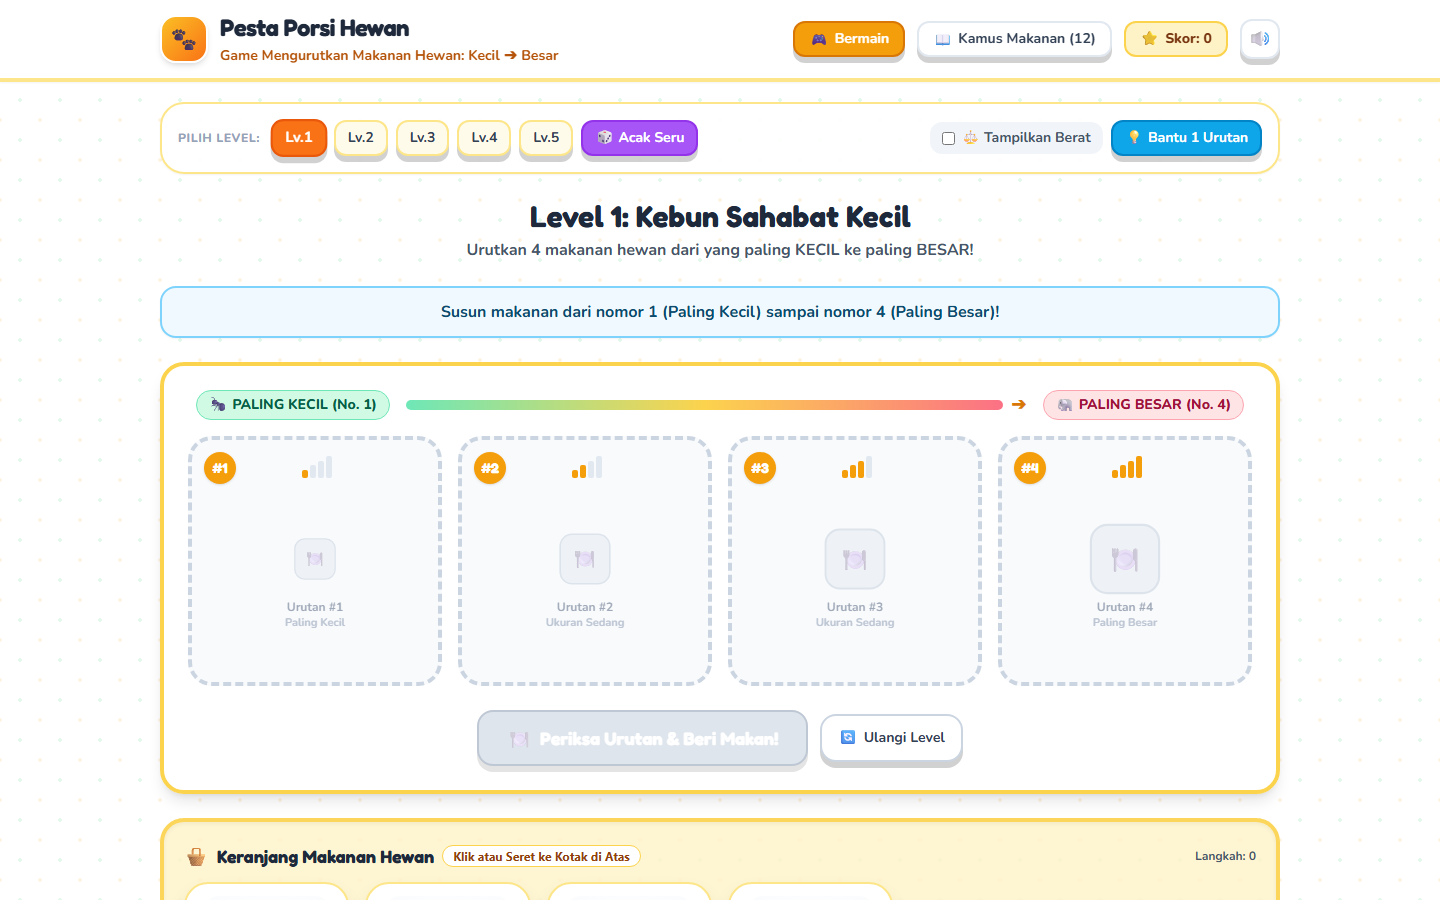 Pesta Porsi Hewan
Game Mengurutkan Makanan Hewan: Kecil ➔ Besar
Bermain
Kamus Makanan (12)
Skor: 0
PILIH LEVEL:
Lv.1
Lv.2
Lv.3
Lv.4
Lv.5
Acak Seru
Tampilkan Berat
Bantu 1 Urutan
Level 1: Kebun Sahabat Kecil
Urutkan 4 makanan hewan dari yang paling KECIL ke paling BESAR!
Susun makanan dari nomor 1 (Paling Kecil) sampai nomor 4 (Paling Besar)!
PALING KECIL (No. 1)
➔
PALING BESAR (No. 4)
#1
#2
#3
#4
Urutan #1
Paling Kecil
Urutan #2
Ukuran Sedang
Urutan #3
Ukuran Sedang
Urutan #4
Paling Besar
Periksa Urutan & Beri Makan!
Ulangi Level
Keranjang Makanan Hewan
Klik atau Seret ke Kotak di Atas
Langkah: 0